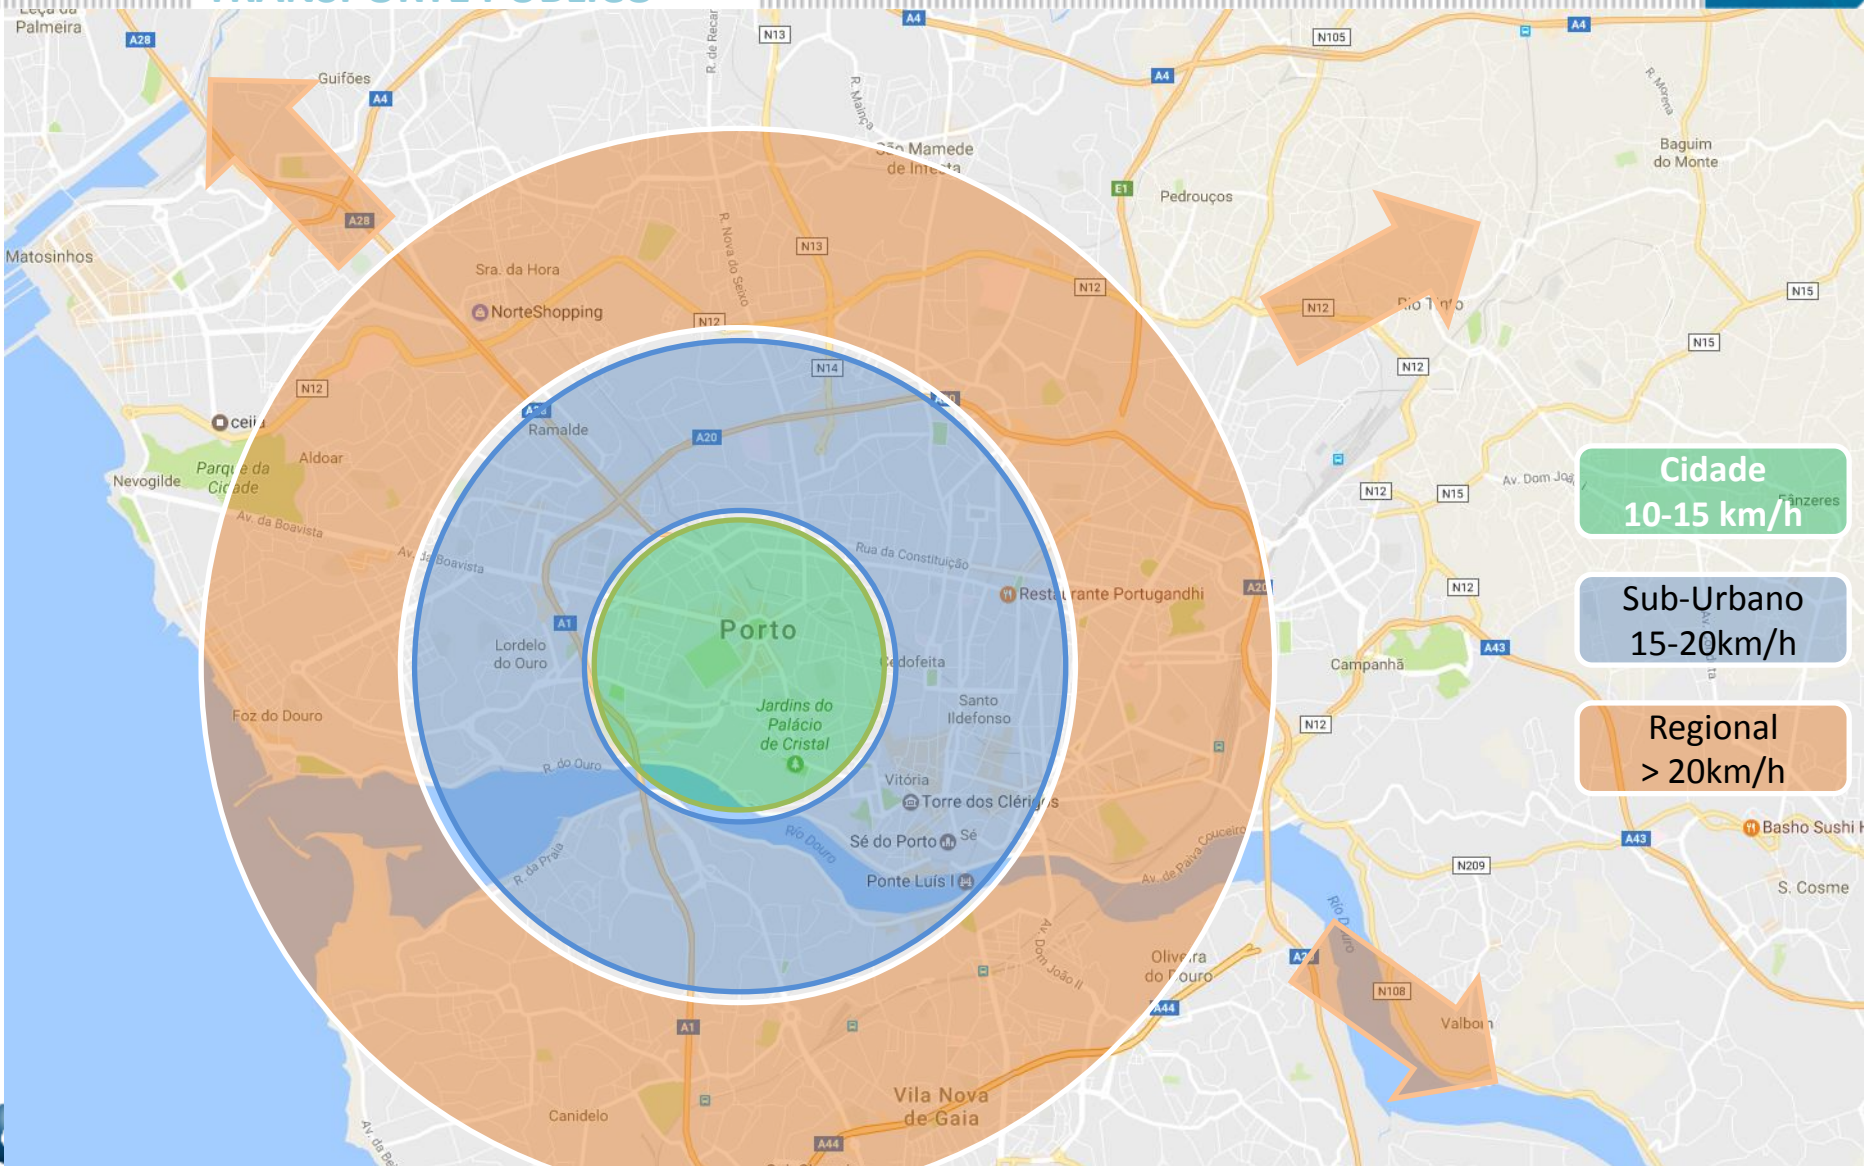 TRANSPORTE PÚBLICO
Leça da
Palmeira
A28
Guifões
A4
R. de Recar
N13
A4
R. Mainça
A4
N105
A4
R. Morena
Baguim
do Monte
São Mamede
de Infesta
E1
Pedrouços
A28
Matosinhos
Sra. da Hora
R. Nova do Seixo
N13
N12
N12
Rio Tinto
N15
NorteShopping
N12
N15
N14
N12
N12
A20
ceiia
Ramalde
A20
Aldoar
Parque da
Cidade
Nevogilde
Av. da Boavista
Av. da Boavista
Rua da Constituição
N12
N15
Av. Dom Joã
Fânzeres
Cidade
10-15 km/h
Restaurante Portugandhi
A20
N12
Sub-Urbano
15-20km/h
A1
Porto
Lordelo
do Ouro
Cedofeita
Campanhã
A43
Foz do Douro
Jardins do
Palácio
de Cristal
Santo
Ildefonso
N12
Regional
> 20km/h
R. do Ouro
Vitória
Torre dos Clérigos
Rio Douro
Sé do Porto
Sé
R. da Praia
Ponte Luís I
Av. de Paiva Couceiro
A43
Basho Sushi H
N209
S. Cosme
Rio Douro
Av. Dom João II
Oliveira
do Douro
N108
A44
Valbom
A1
Vila Nova
de Gaia
Canidelo
A44